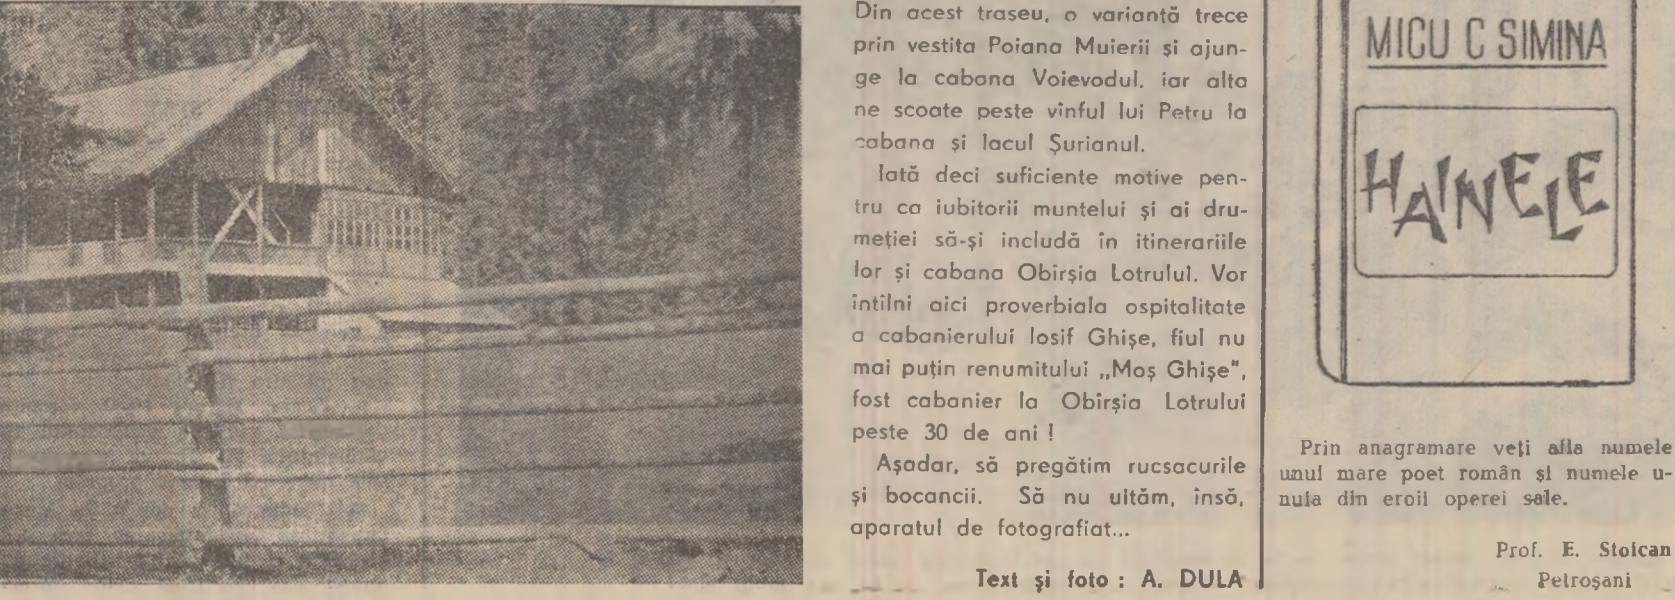 Din acest traseu, o variantă trece
prin vestita Poiana Muierii și ajun-
ge la cabana Voievodul, iar alta
ne scoate peste vînful lui Petru la
cabana și lacul Șurianul.
Iată deci suficiente motive pen-
tru ca iubitorii muntelui și ai dru-
meției să-și includă în itinerariile
lor și cabana Obîrșia Lotrului. Vor
întîlni aici proverbiala ospitalitate
a cabanierului Iosif Ghișe, fiul nu
mai puțin renumitului „Moș Ghișe",
fost cabanier la Obîrșia Lotrului
peste 30 de ani !
Așadar, să pregătim rucsacurile
și bocancii. Să nu uităm, însă,
aparatul de fotografiat...
Text și foto : A. DULA
MICU C SIMINA
HAINELE
Prin anagramare veți afla numele
unui mare poet român și numele u-
nuia din eroii operei sale.
Prof. E. Stoican
Petroșani